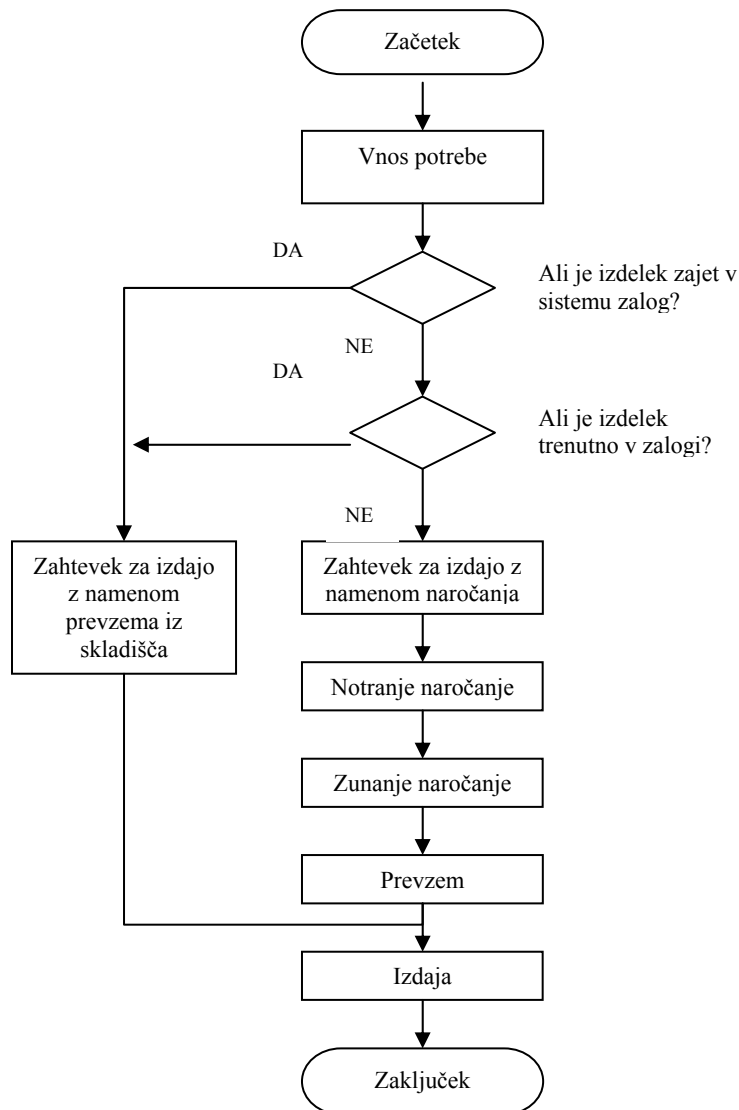 Začetek
Vnos potrebe
DA
Ali je izdelek zajet v
sistemu zalog?
NE
DA
Ali je izdelek
trenutno v zalogi?
NE
Zahtevek za izdajo
z namenom
prevzema iz
skladišča
Zahtevek za izdajo z
namenom naročanja
Notranje naročanje
Zunanje naročanje
Prevzem
Izdaja
Zaključek